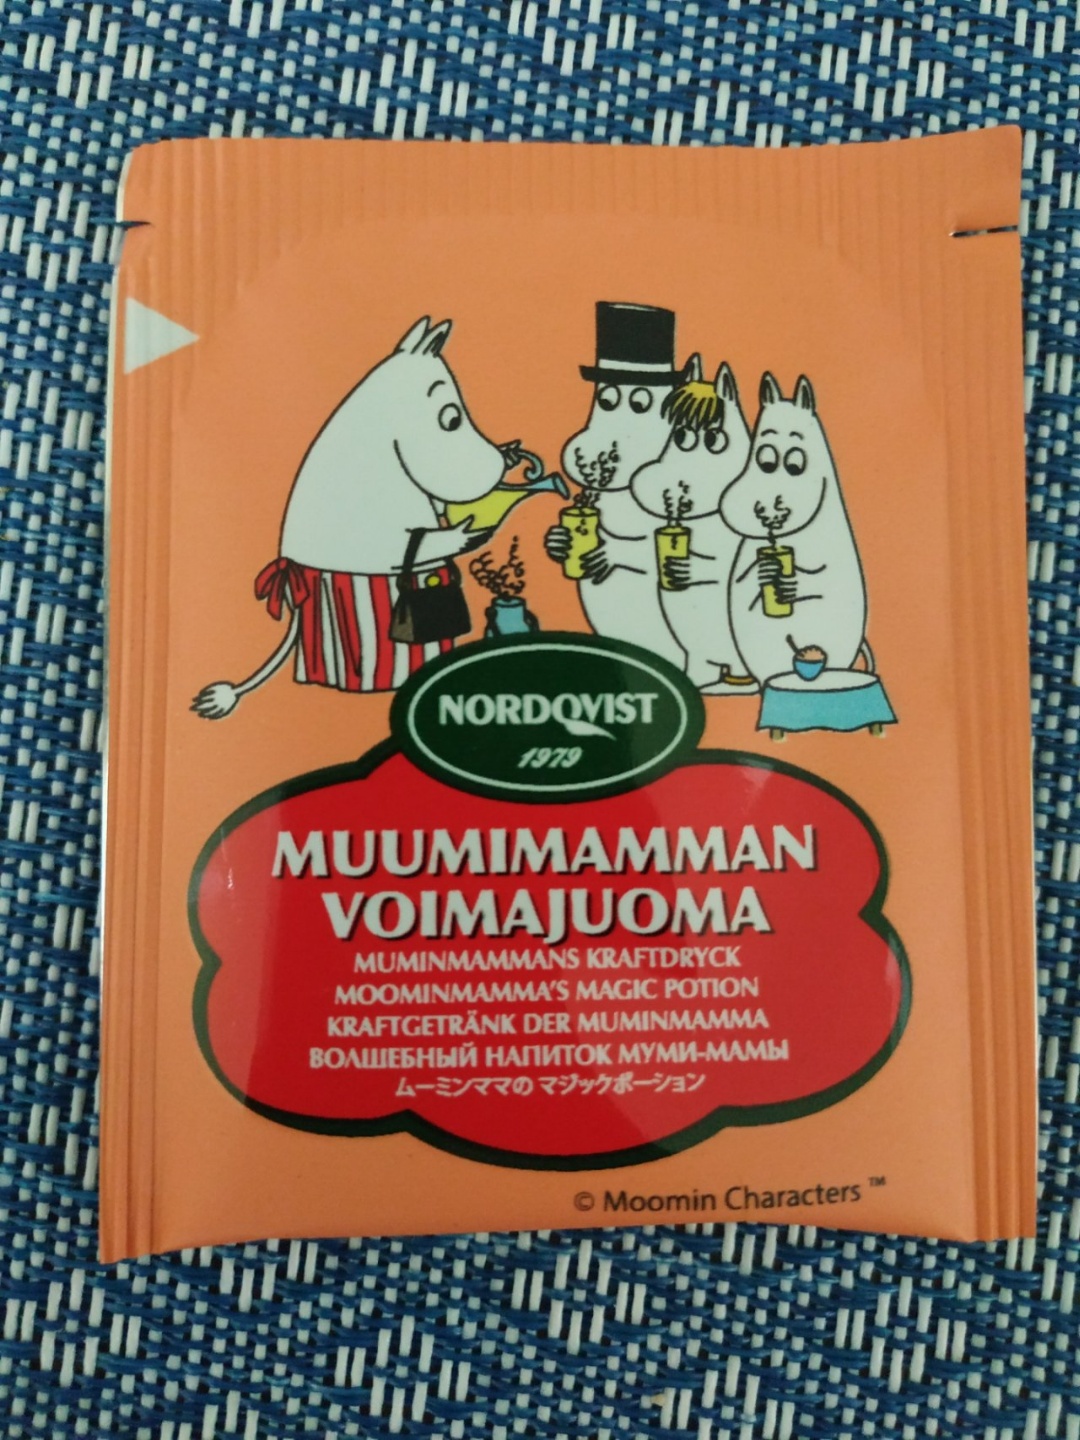 NORDQVIST
1979
MUUMIMAMMAN
VOIMAJUOMA
MUMINMAMMANS KRAFTDRYCK
MOOMINMAMMA'S MAGIC POTION
KRAFTGETRÄNK DER MUMINMAMMA
ВОЛШЕБНЫЙ НАПИТОК МУМИ-МАМЫ
ムーミンママの マジックポーション
© Moomin Characters ™